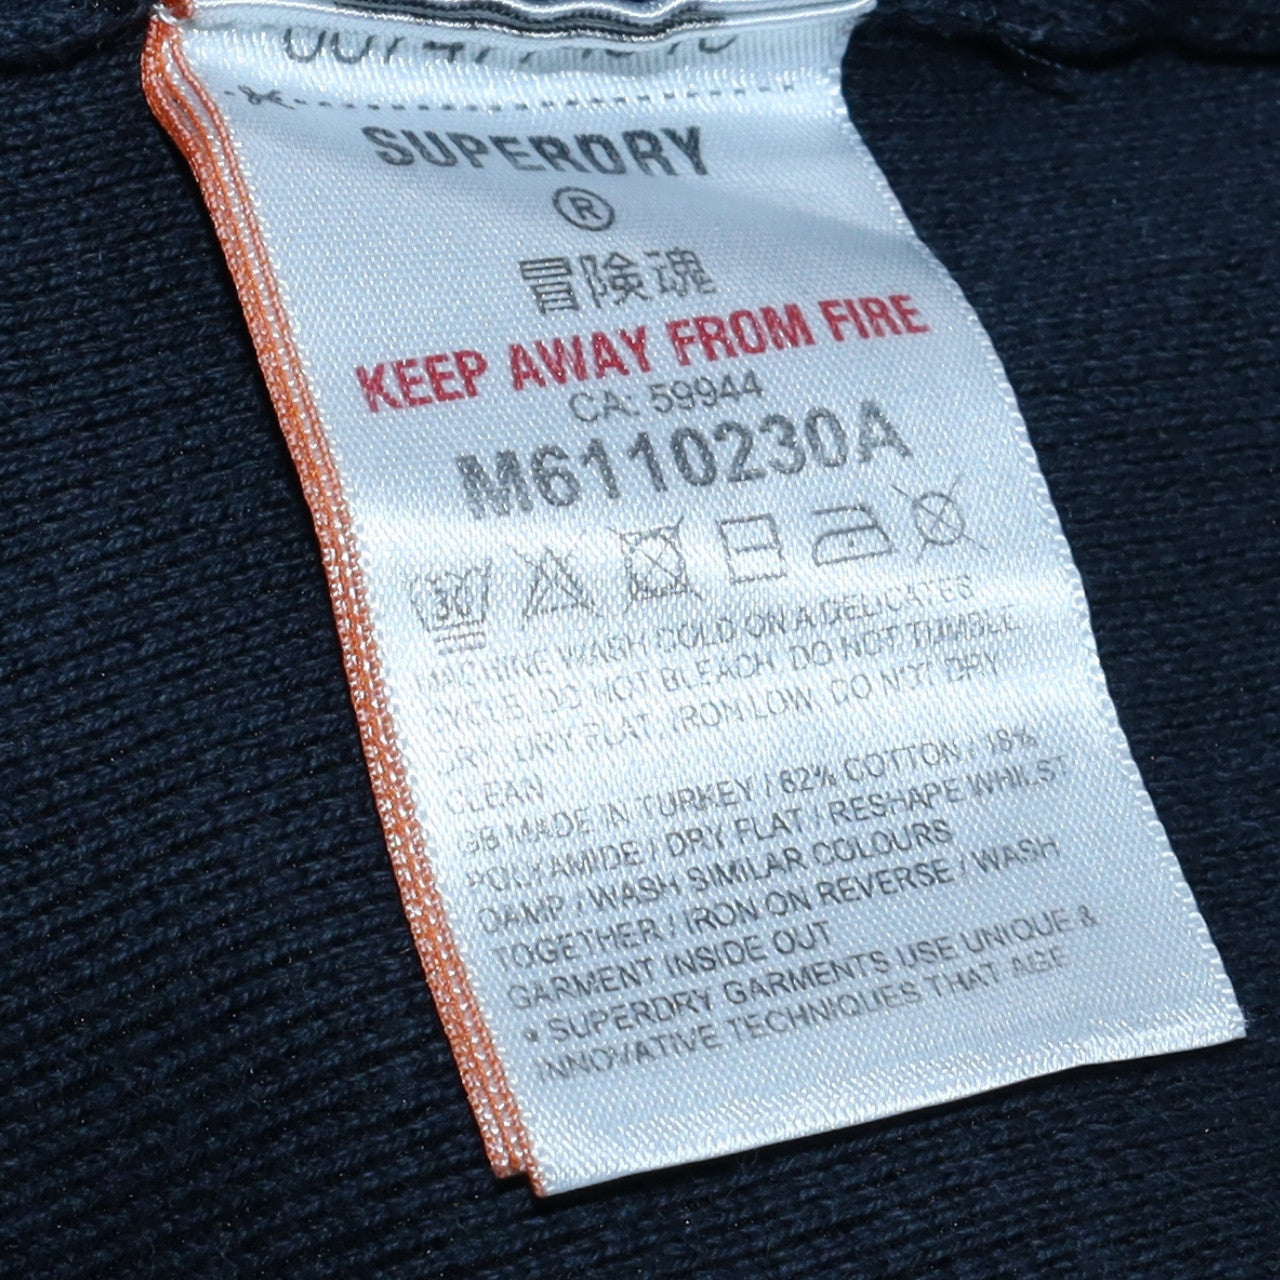 SUPERDRY
®
冒険魂
KEEP AWAY FROM FIRE
CA: 59944
M6110230A
30
MACHINE WASH COLD ON A DELICATES
CYCLE, DO NOT BLEACH, DO NOT TUMBLE
DRY, DRY FLAT, IRON LOW, DO NOT DRY
CLEAN
GB MADE IN TURKEY / 82% COTTON / 18%
POLYAMIDE / DRY FLAT / RESHAPE WHILST
DAMP / WASH SIMILAR COLOURS
TOGETHER / IRON ON REVERSE / WASH
GARMENT INSIDE OUT
• SUPERDRY GARMENTS USE UNIQUE &
INNOVATIVE TECHNIQUES THAT AGE